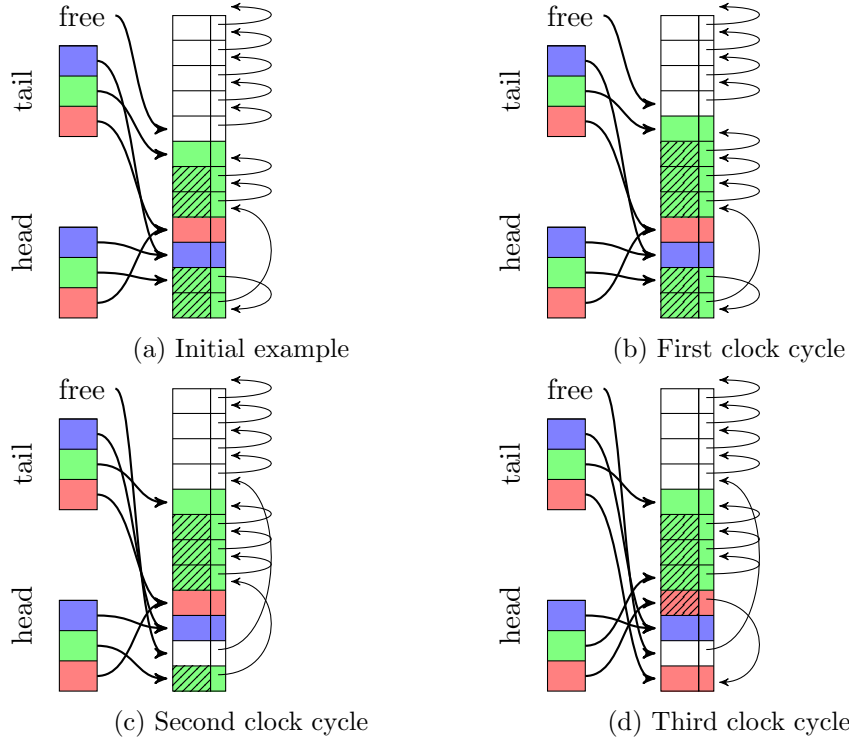 free
tail
head
(a) Initial example
free
tail
head
(b) First clock cycle
free
tail
head
(c) Second clock cycle
free
tail
head
(d) Third clock cycle